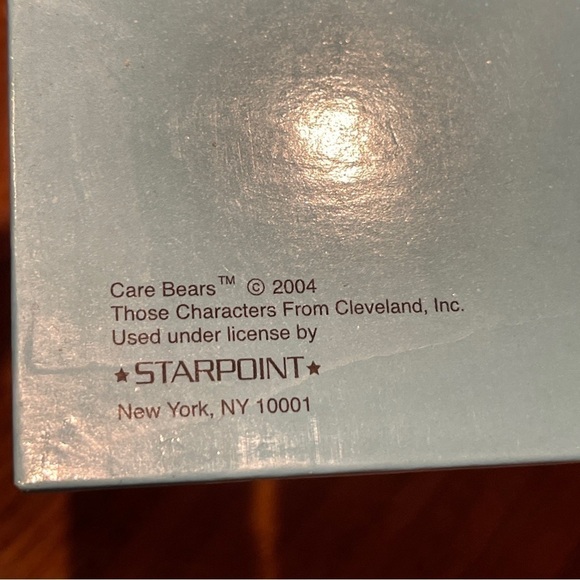 Care Bears™ © 2004
Those Characters From Cleveland, Inc.
Used under license by
★STARPOINT★
New York, NY 10001